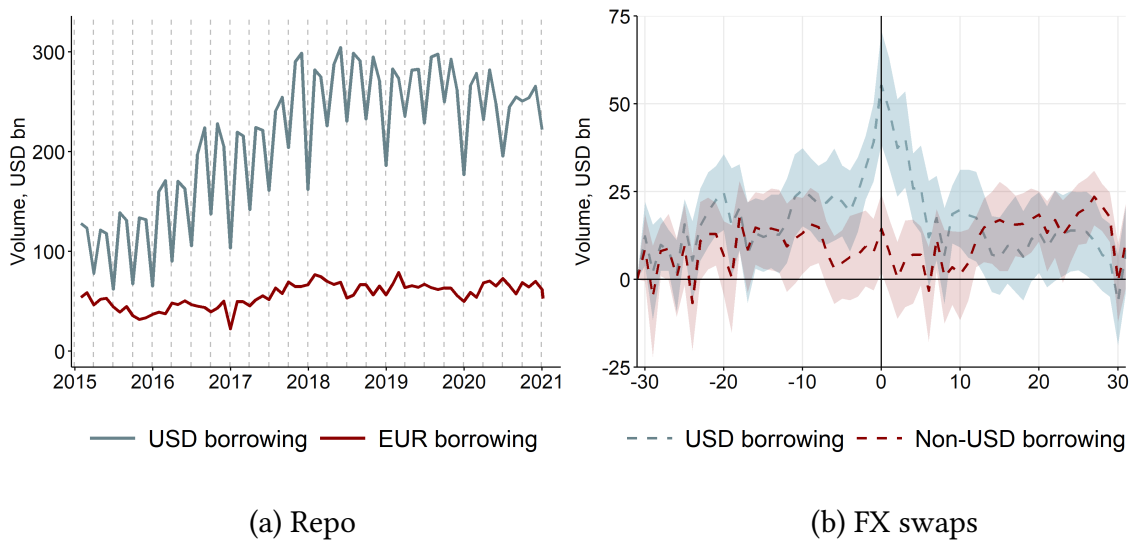 Volume, USD bn
300
200
100
0
2015 2016 2017 2018 2019 2020 2021
USD borrowing EUR borrowing
(a) Repo
Volume, USD bn
75
50
25
0
-25
-30 -20 -10 0 10 20 30
USD borrowing Non-USD borrowing
(b) FX swaps